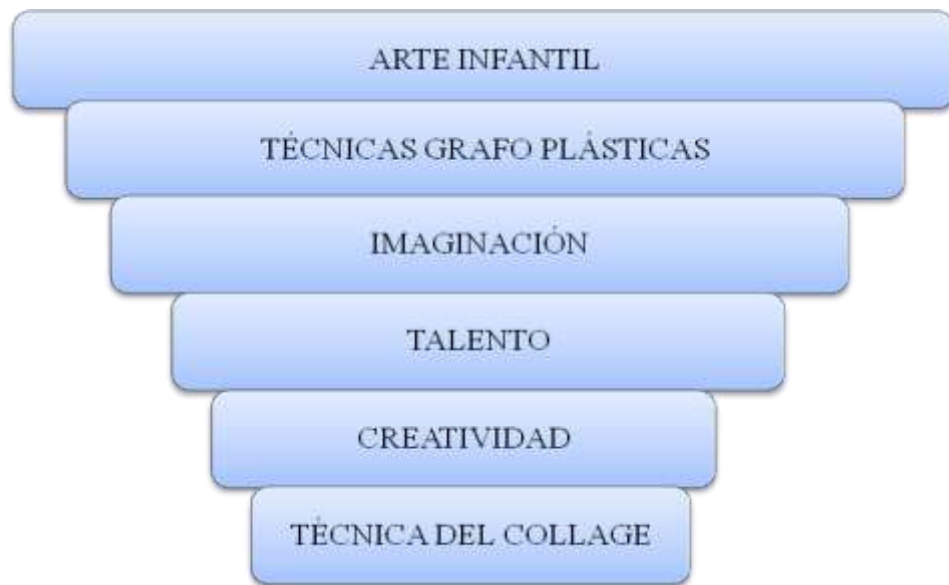 ARTE INFANTIL
TÉCNICAS GRAFO PLÁSTICAS
IMAGINACIÓN
TALENTO
CREATIVIDAD
TÉCNICA DEL COLLAGE